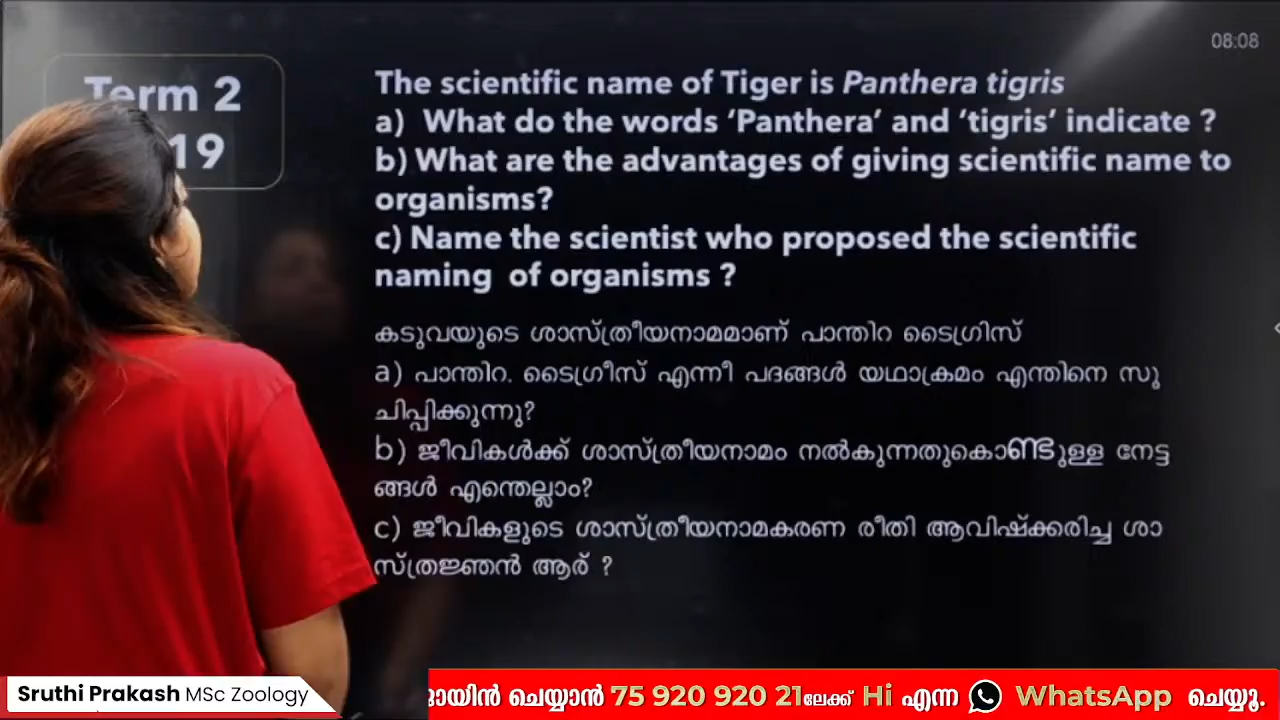 08:08
Term 2
19
The scientific name of Tiger is Panthera tigris
a) What do the words ‘Panthera’ and ‘tigris’ indicate ?
b) What are the advantages of giving scientific name to
organisms?
c) Name the scientist who proposed the scientific
naming of organisms ?
കടുവയുടെ ശാസ്ത്രീയനാമമാണ് പാന്തിറ ടൈഗ്രിസ്
a) പാന്തിറ. ടൈഗ്രീസ് എന്നീ പദങ്ങൾ യഥാക്രമം എന്തിനെ സൂ
ചിപ്പിക്കുന്നു?
b) ജീവികൾക്ക് ശാസ്ത്രീയനാമം നൽകുന്നതുകൊണ്ടുള്ള നേട്ട
ങ്ങൾ എന്തെല്ലാം?
c) ജീവികളുടെ ശാസ്ത്രീയനാമകരണ രീതി ആവിഷ്ക്കരിച്ച ശാ
സ്ത്രജ്ഞൻ ആര് ?
Sruthi Prakash MSc Zoology
ചെയ്യാൻ 75 920 920 21ലേക്ക് Hi എന്ന WhatsApp ചെയ്യൂ.